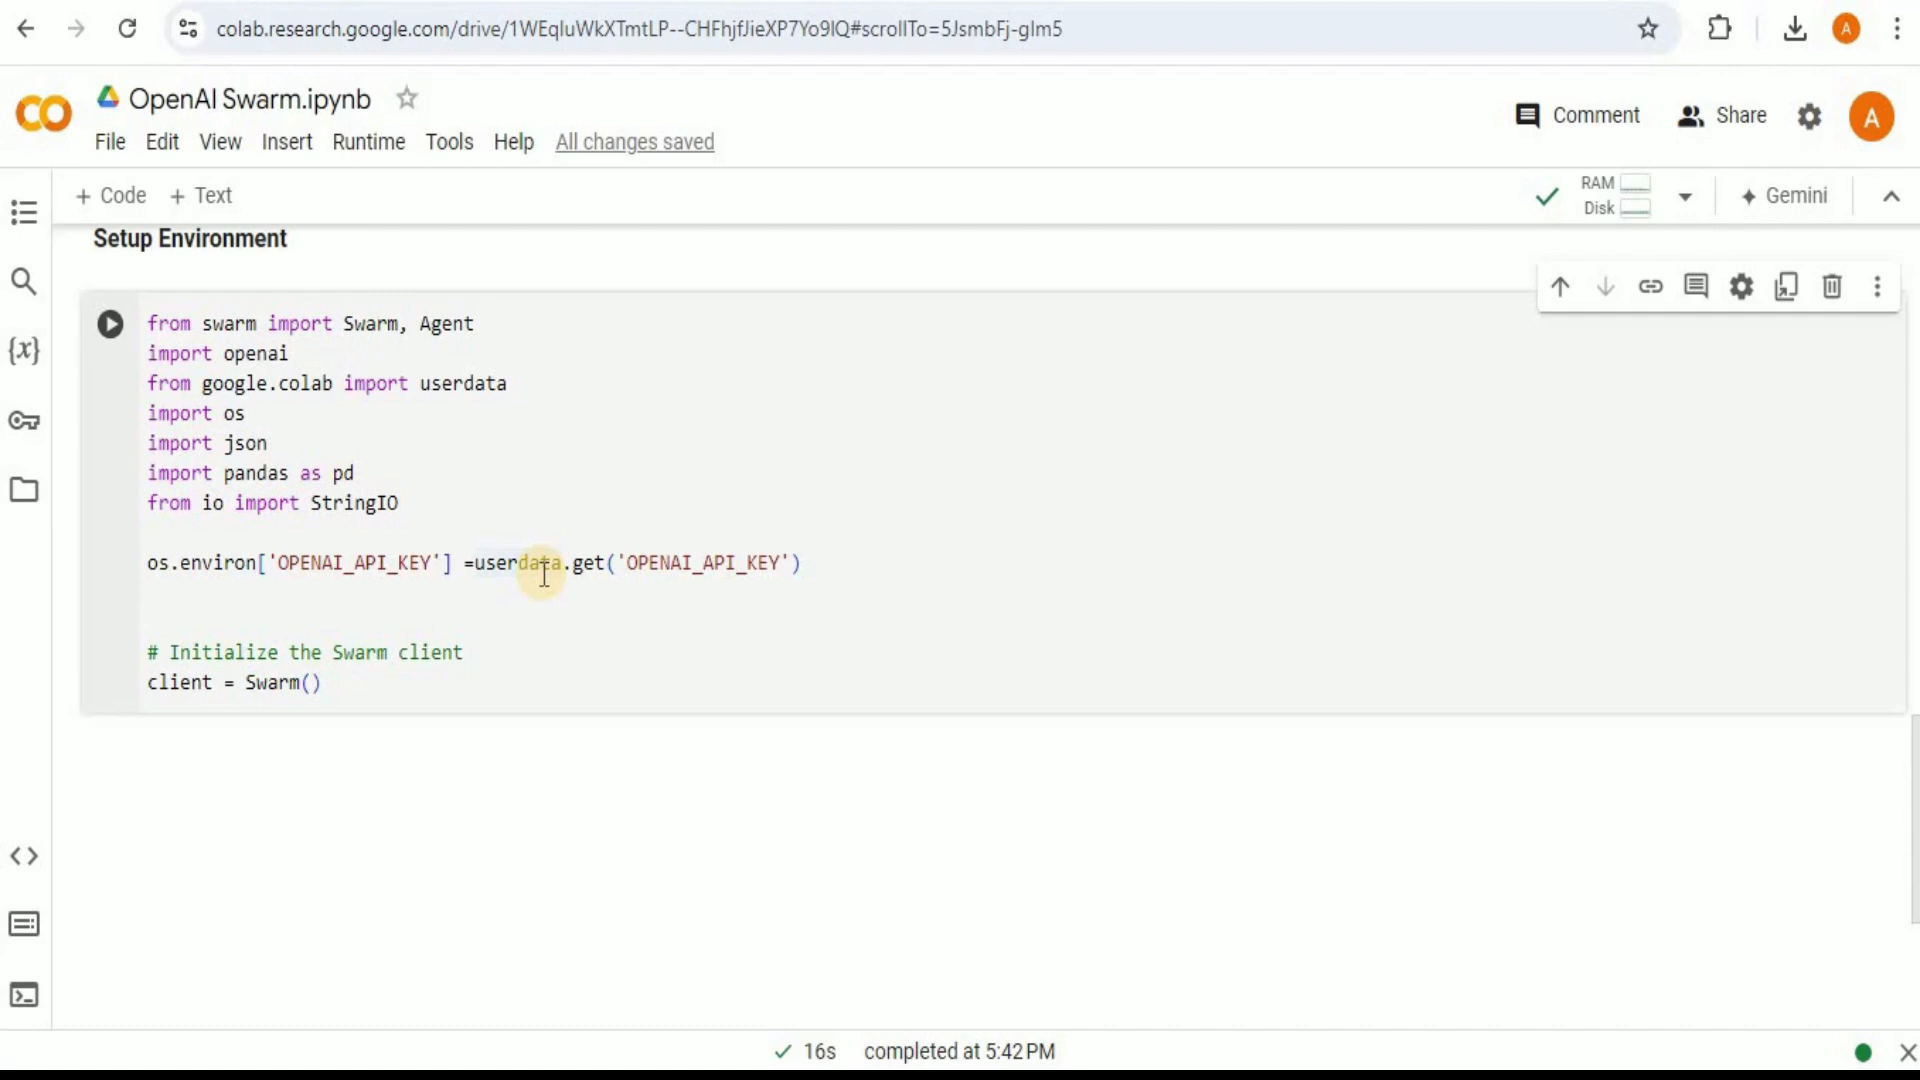 colab.research.google.com/drive/1WEqluWkXTmtLP--CHFhjfJieXP7Yo9lQ#scrollTo=5JsmbFj-glm5
A
OpenAI Swarm.ipynb
Comment
Share
A
File Edit View Insert Runtime Tools Help All changes saved
+ Code + Text
RAM
Disk
Gemini
Setup Environment
from swarm import Swarm, Agent
import openai
from google.colab import userdata
import os
import json
import pandas as pd
from io import StringIO
os.environ['OPENAI_API_KEY'] =userdata.get('OPENAI_API_KEY')
# Initialize the Swarm client
client = Swarm()
16s completed at 5:42 PM